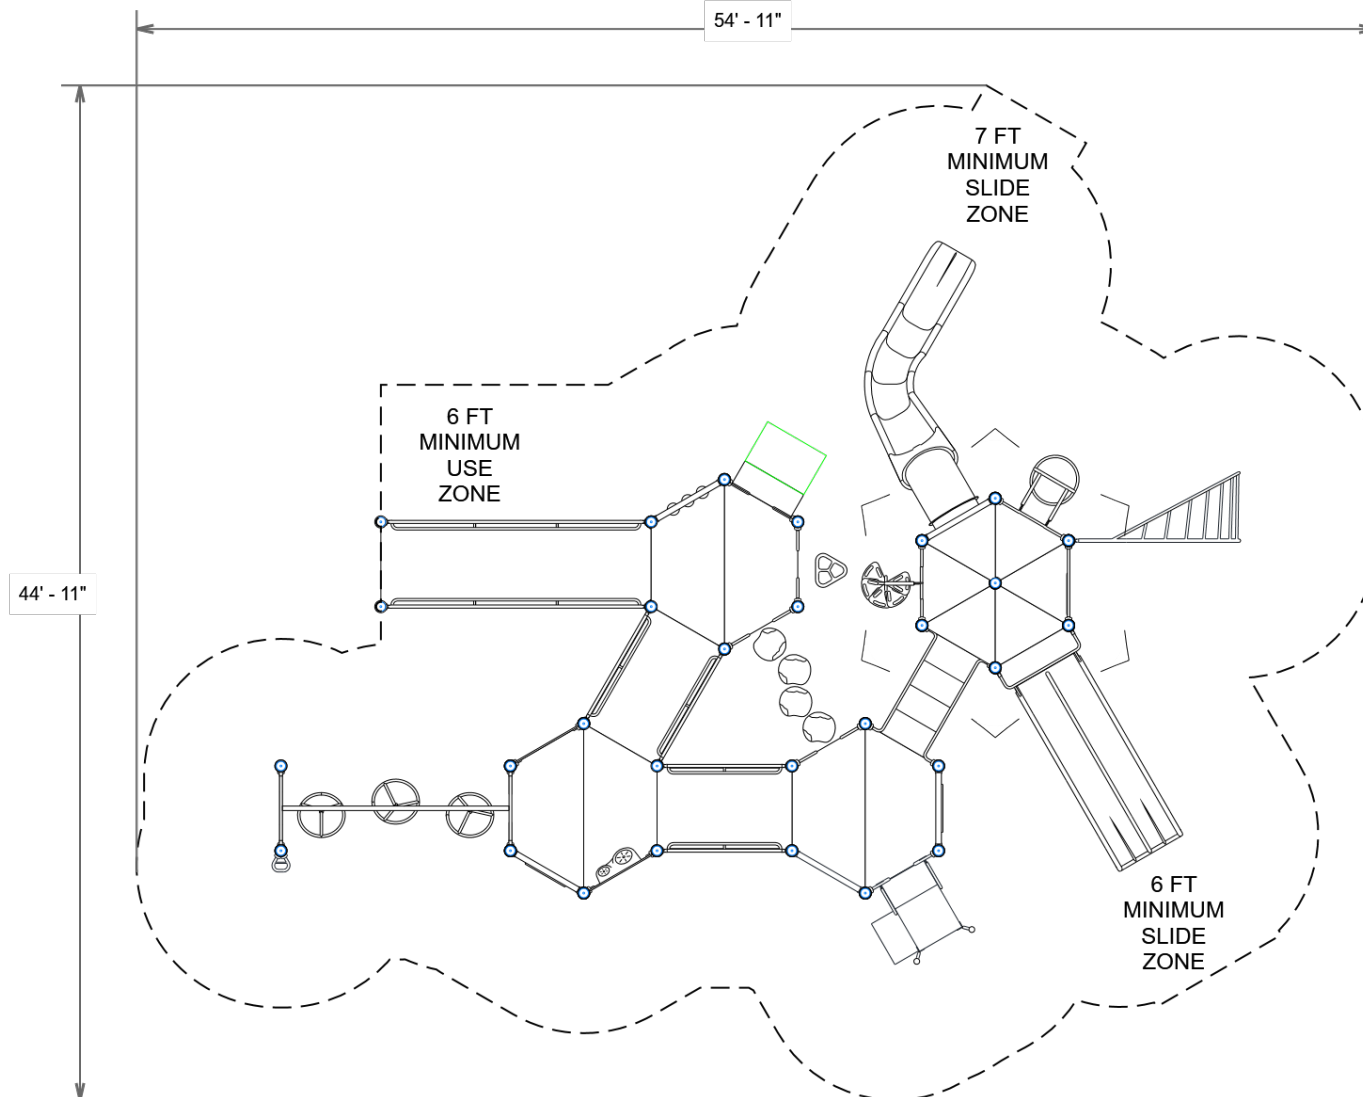 54' - 11"
7 FT
MINIMUM
SLIDE
ZONE
6 FT
MINIMUM
USE
ZONE
44' - 11"
6 FT
MINIMUM
SLIDE
ZONE